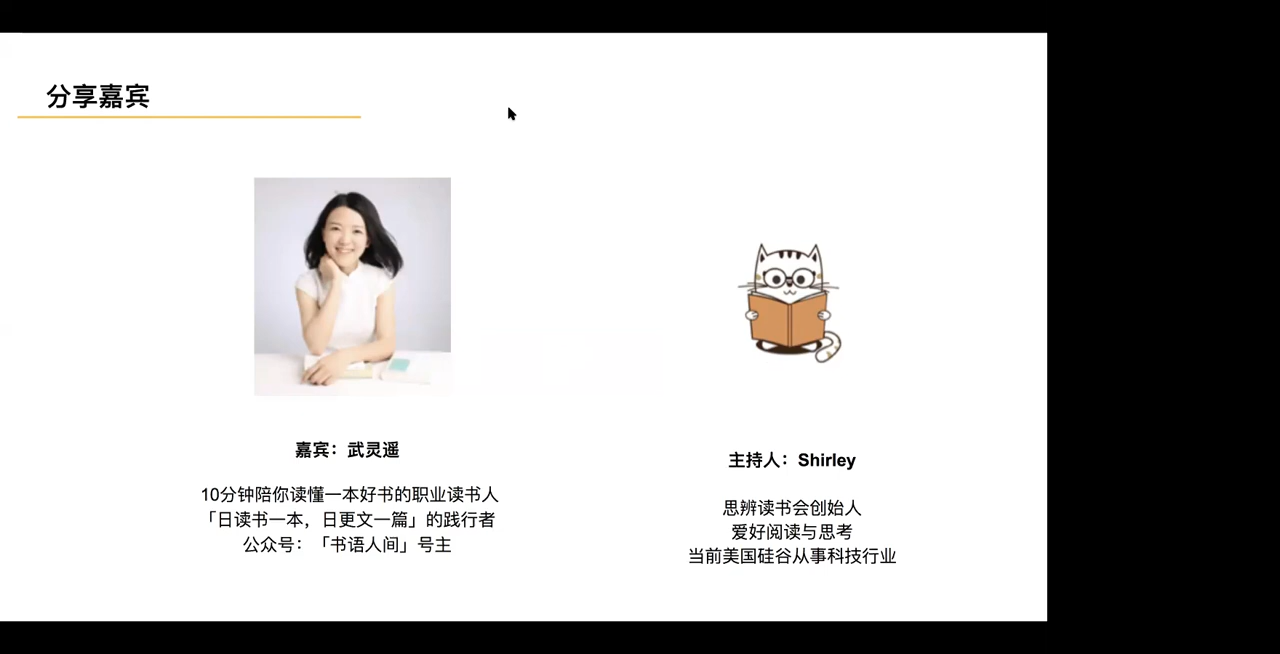 分享嘉宾
嘉宾：武灵遥
10分钟陪你读懂一本好书的职业读书人
「日读书一本，日更文一篇」的践行者
公众号：「书语人间」号主
主持人：Shirley
思辨读书会创始人
爱好阅读与思考
当前美国硅谷从事科技行业